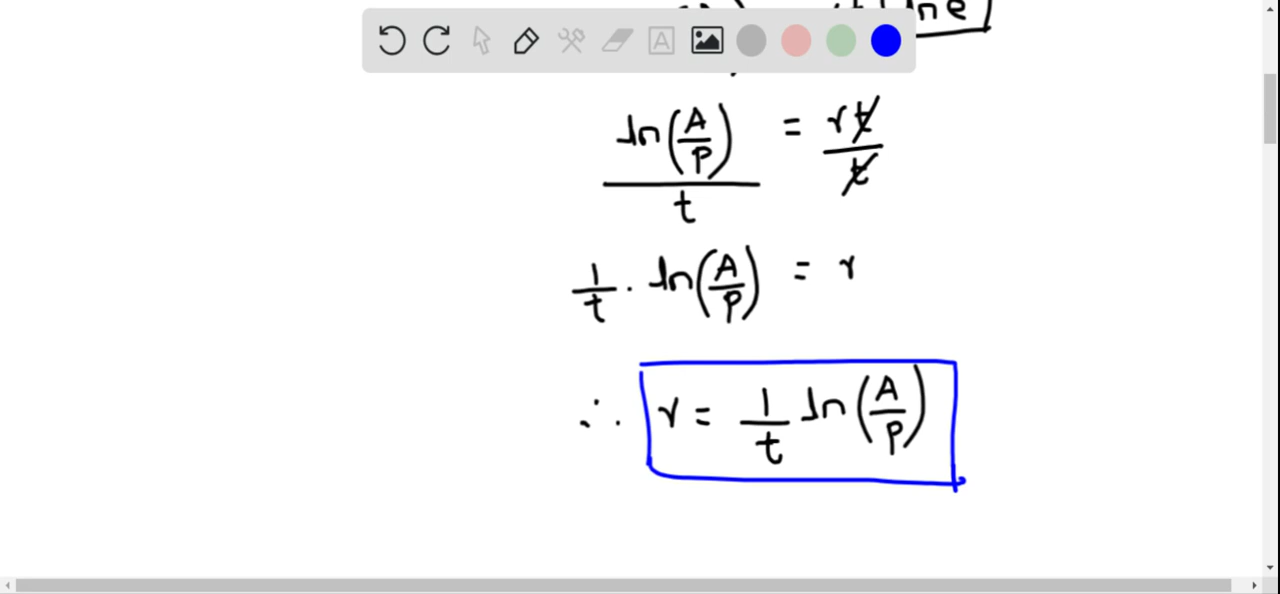 ln(A/P)/t = rt/t
1/t · ln(A/P) = r
∴ r = 1/t ln(A/P)